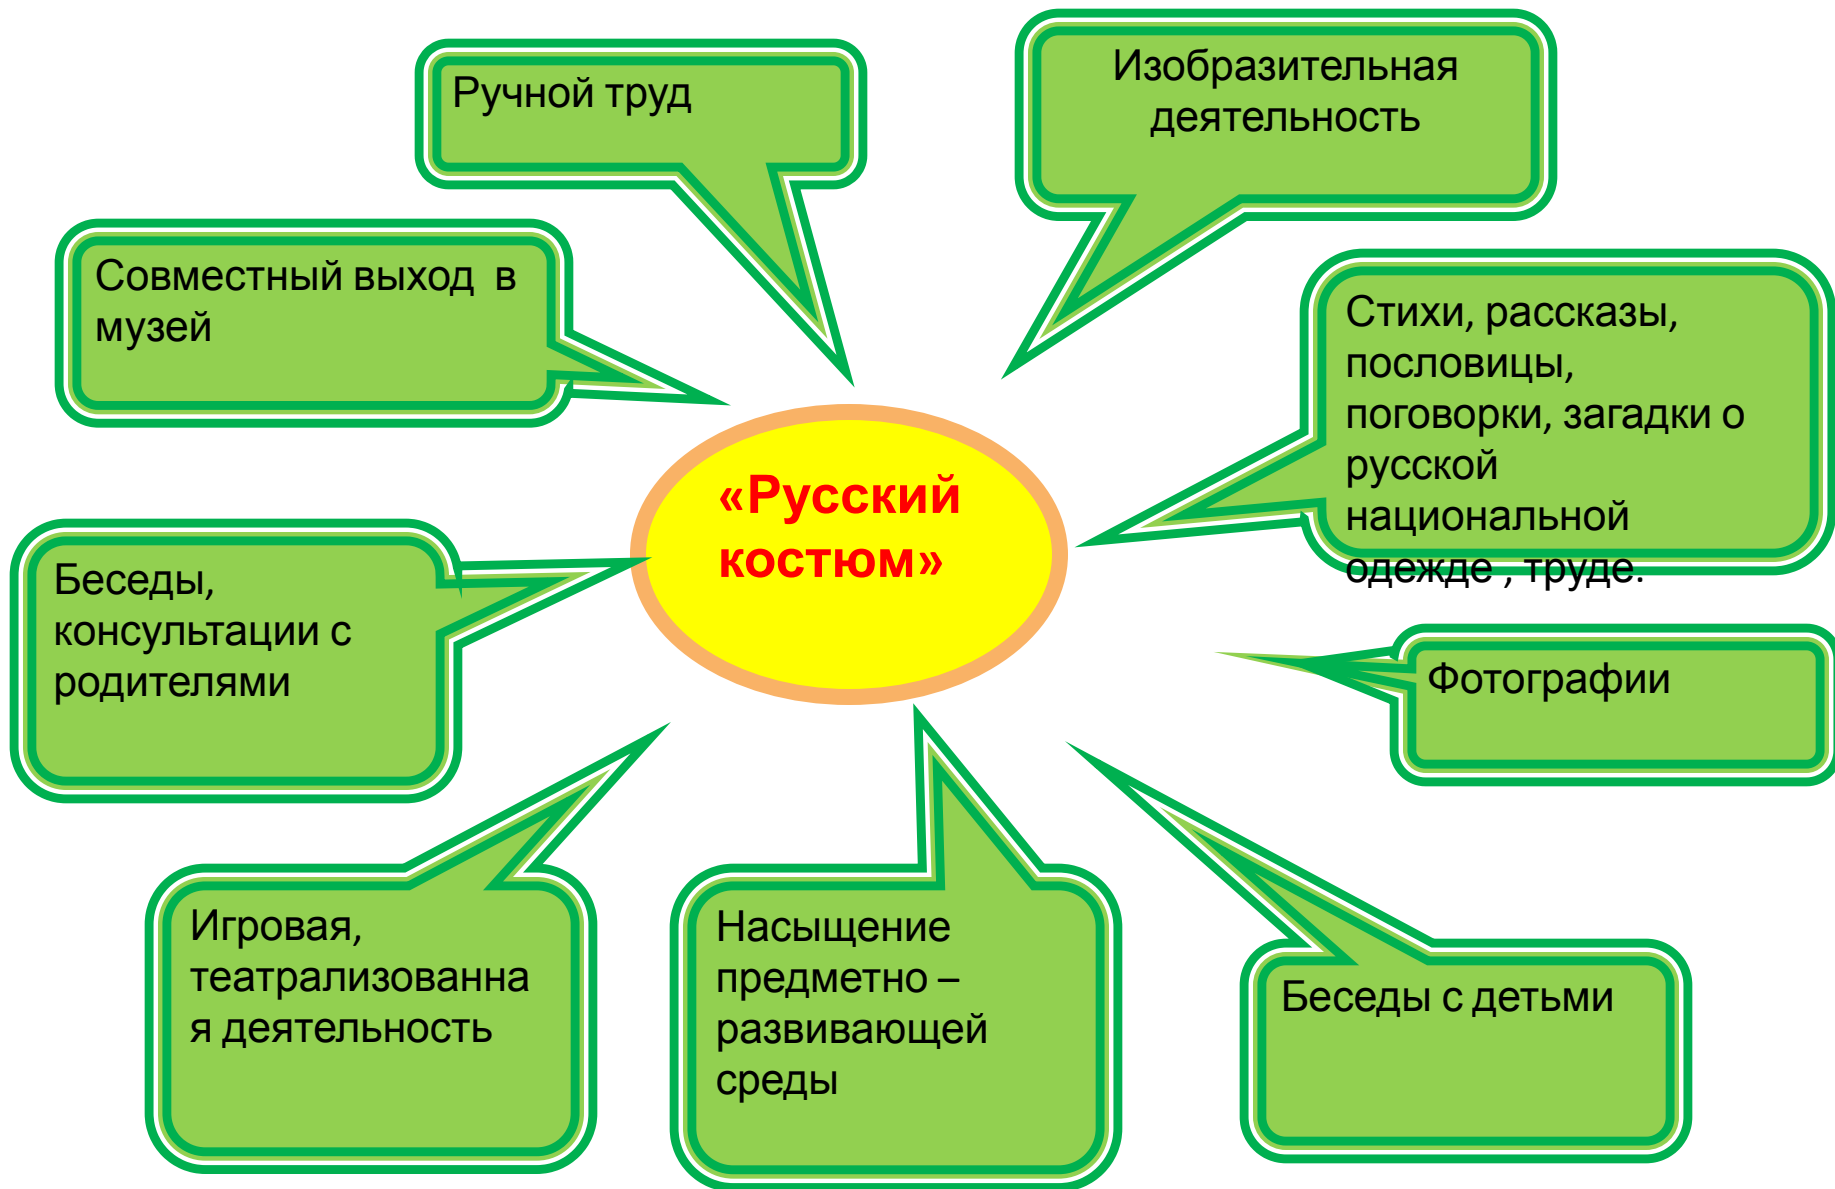 Ручной труд
Изобразительная
деятельность
Совместный выход в
музей
Стихи, рассказы,
пословицы,
поговорки, загадки о
русской
национальной
одежде , труде.
«Русский
костюм»
Беседы,
консультации с
родителями
Фотографии
Игровая,
театрализованна
я деятельность
Насыщение
предметно –
развивающей
среды
Беседы с детьми